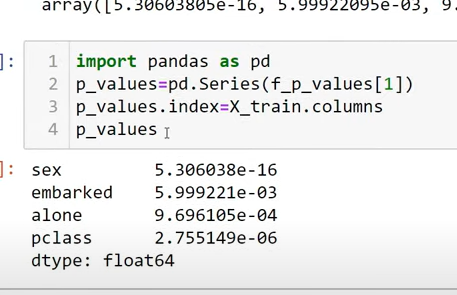 array([5.30603805e-16, 5.99922095e-03, 9.
]:
1 import pandas as pd
2 p_values=pd.Series(f_p_values[1])
3 p_values.index=X_train.columns
4 p_values
]:
sex 5.306038e-16
embarked 5.999221e-03
alone 9.696105e-04
pclass 2.755149e-06
dtype: float64